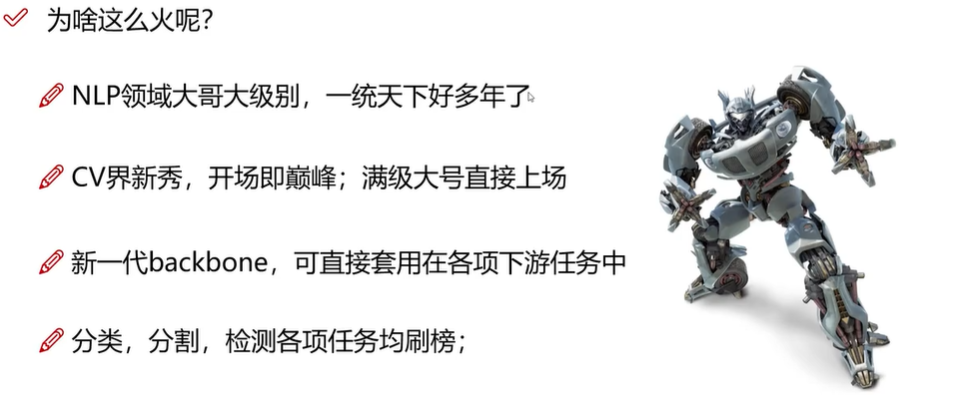 为啥这么火呢?
NLP领域大哥大级别，一统天下好多年了
CV界新秀，开场即巅峰；满级大号直接上场
新一代backbone，可直接套用在各项下游任务中
分类，分割，检测各项任务均刷榜；